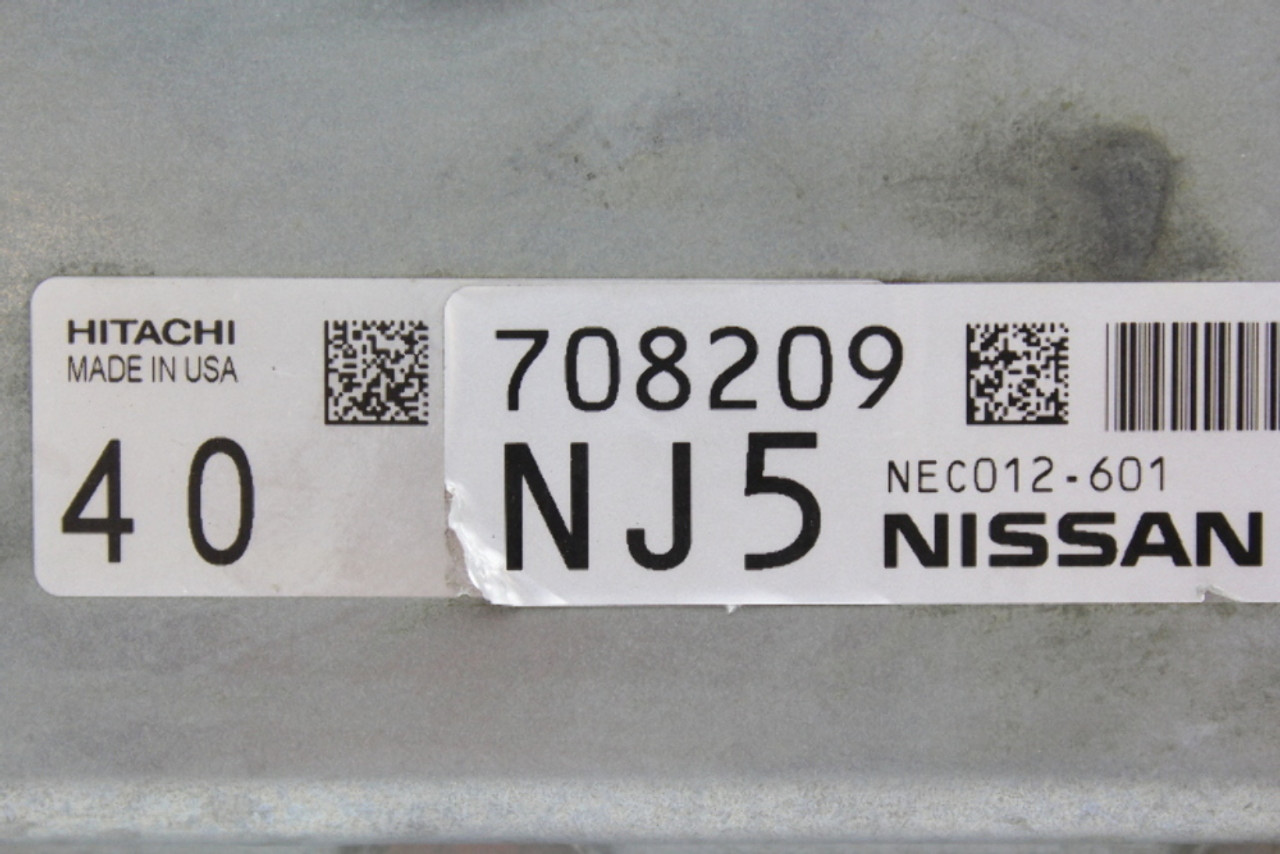 HITACHI
MADE IN USA
40
708209
NJ5
NEC012-601
NISSAN